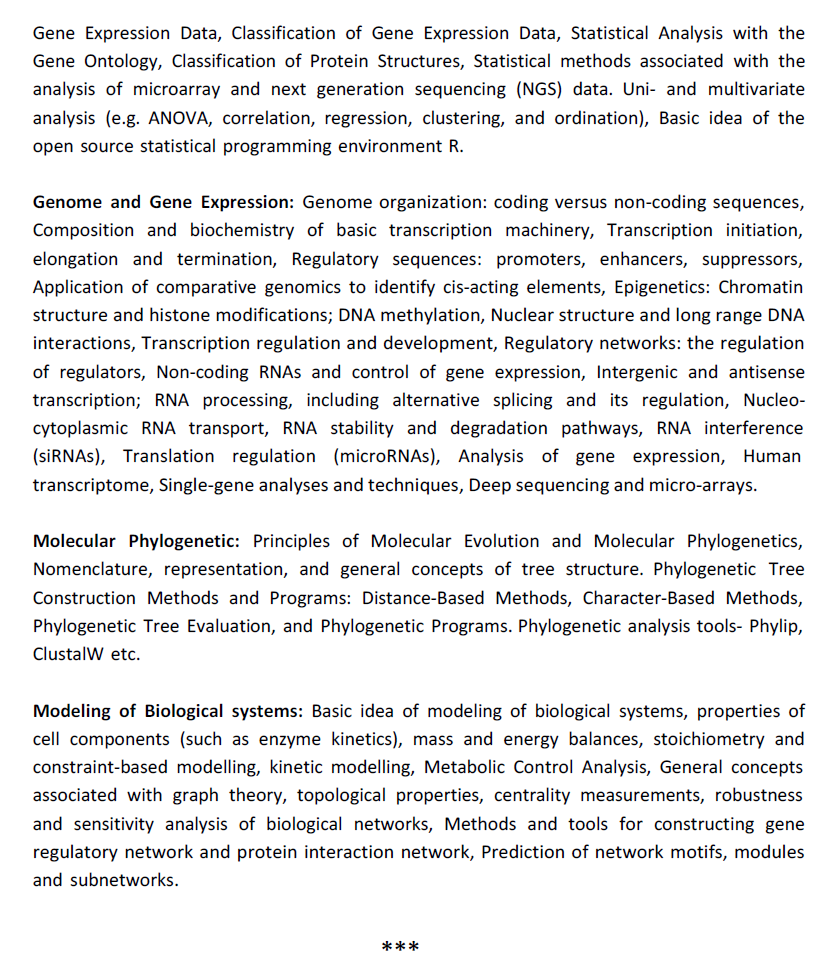 Gene Expression Data, Classification of Gene Expression Data, Statistical Analysis with the
Gene Ontology, Classification of Protein Structures, Statistical methods associated with the
analysis of microarray and next generation sequencing (NGS) data. Uni- and multivariate
analysis (e.g. ANOVA, correlation, regression, clustering, and ordination), Basic idea of the
open source statistical programming environment R.
Genome and Gene Expression: Genome organization: coding versus non-coding sequences,
Composition and biochemistry of basic transcription machinery, Transcription initiation,
elongation and termination, Regulatory sequences: promoters, enhancers, suppressors,
Application of comparative genomics to identify cis-acting elements, Epigenetics: Chromatin
structure and histone modifications; DNA methylation, Nuclear structure and long range DNA
interactions, Transcription regulation and development, Regulatory networks: the regulation
of regulators, Non-coding RNAs and control of gene expression, Intergenic and antisense
transcription; RNA processing, including alternative splicing and its regulation, Nucleo-
cytoplasmic RNA transport, RNA stability and degradation pathways, RNA interference
(siRNAs), Translation regulation (microRNAs), Analysis of gene expression, Human
transcriptome, Single-gene analyses and techniques, Deep sequencing and micro-arrays.
Molecular Phylogenetic: Principles of Molecular Evolution and Molecular Phylogenetics,
Nomenclature, representation, and general concepts of tree structure. Phylogenetic Tree
Construction Methods and Programs: Distance-Based Methods, Character-Based Methods,
Phylogenetic Tree Evaluation, and Phylogenetic Programs. Phylogenetic analysis tools- Phylip,
ClustalW etc.
Modeling of Biological systems: Basic idea of modeling of biological systems, properties of
cell components (such as enzyme kinetics), mass and energy balances, stoichiometry and
constraint-based modelling, kinetic modelling, Metabolic Control Analysis, General concepts
associated with graph theory, topological properties, centrality measurements, robustness
and sensitivity analysis of biological networks, Methods and tools for constructing gene
regulatory network and protein interaction network, Prediction of network motifs, modules
and subnetworks.
***